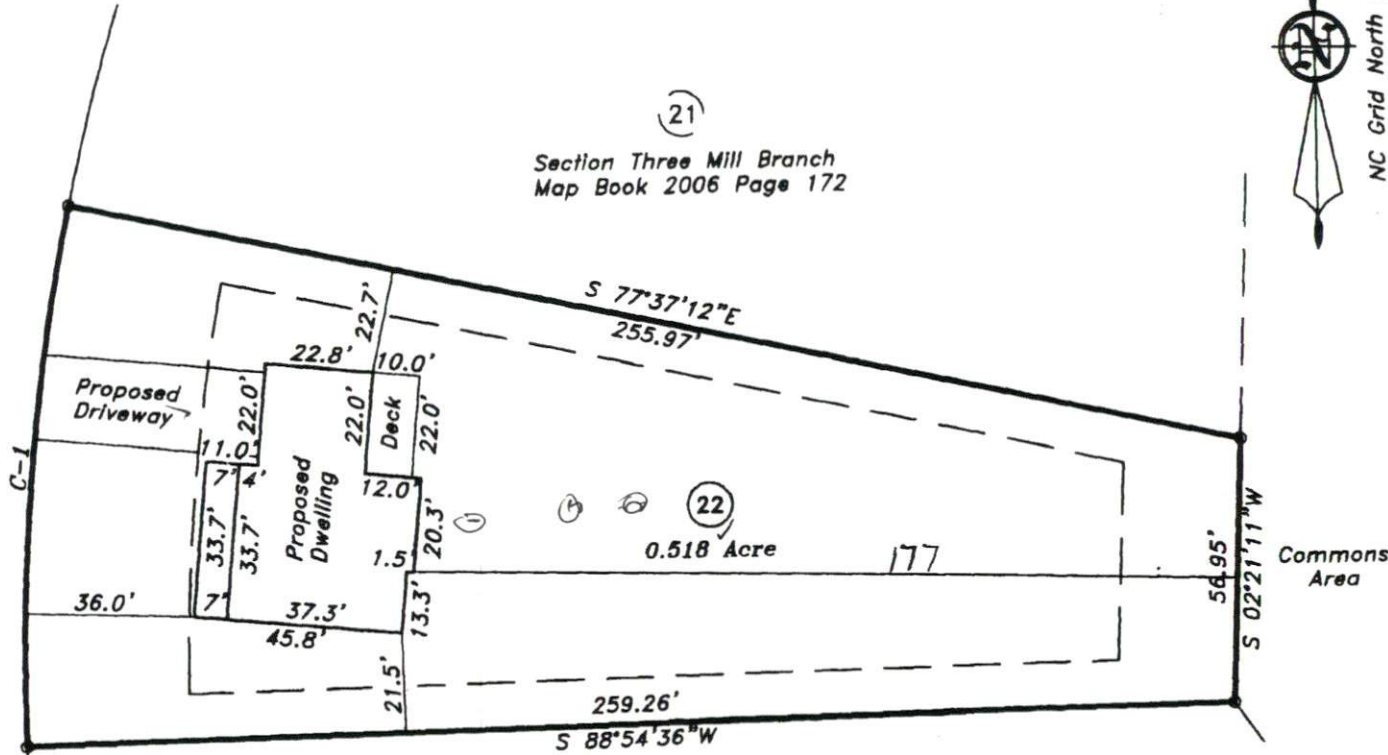 N
NC Grid North
21
Section Three Mill Branch
Map Book 2006 Page 172
S 77°37'12"E
255.97'
22.7'
22.8'
10.0'
Proposed
Driveway
22.0'
22.0'
Deck
22.0'
11.0'
7'
4'
12.0'
C-1
33.7'
33.7'
Proposed
Dwelling
1.5'
20.3'
22
0.518 Acre
177
56.95'
S 02°21'11"W
Commons
Area
36.0'
7'
37.3'
45.8'
13.3'
21.5'
259.26'
S 88°54'36"W